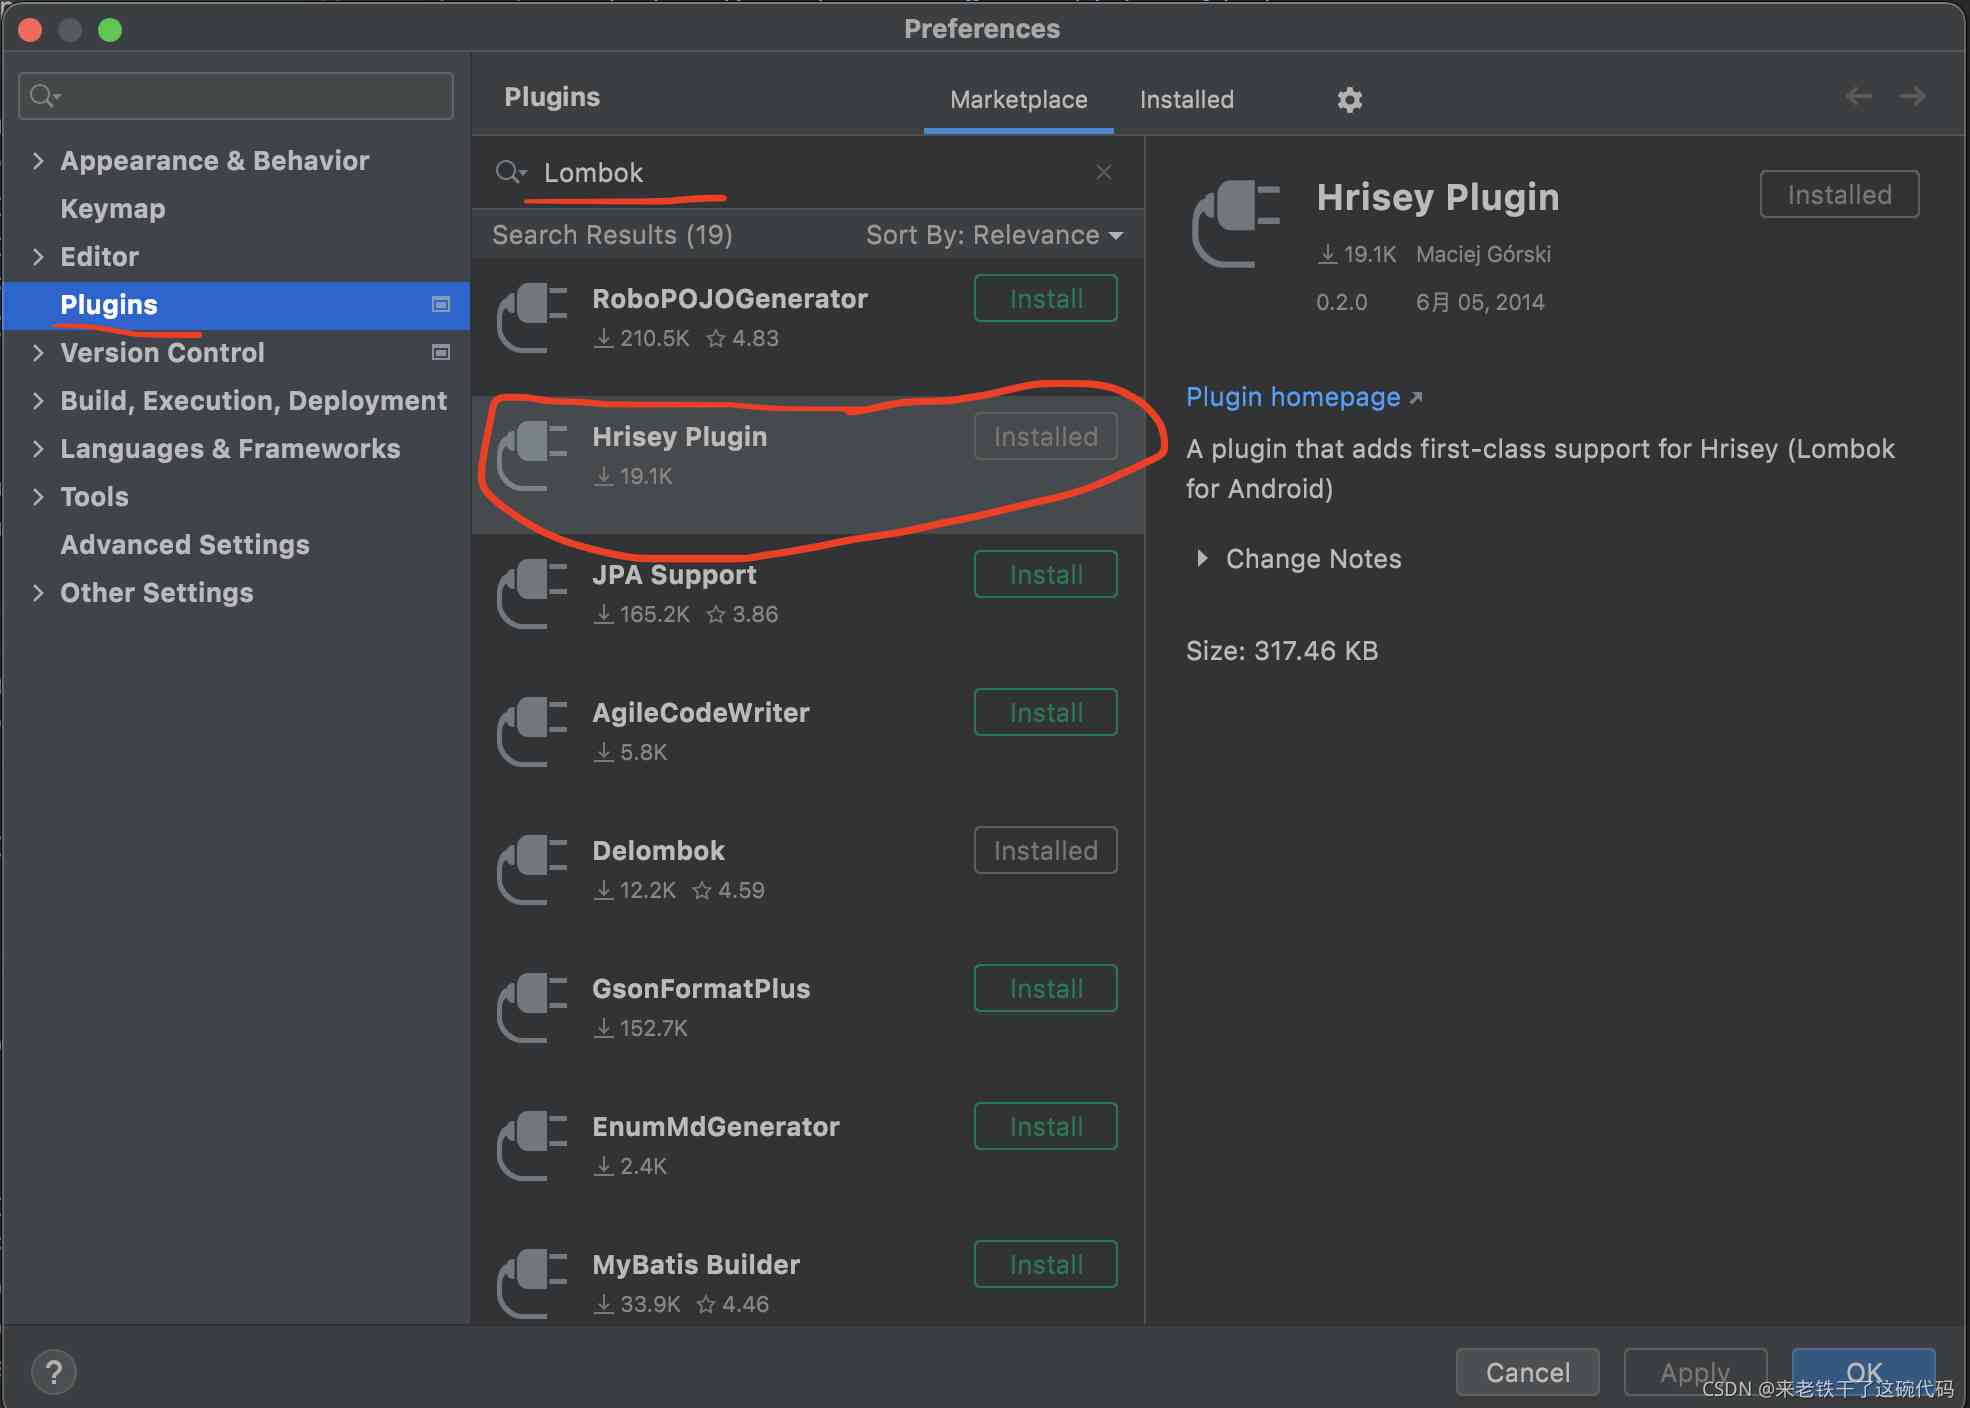 Preferences
Appearance & Behavior
Keymap
Editor
Plugins
Version Control
Build, Execution, Deployment
Languages & Frameworks
Tools
Advanced Settings
Other Settings
Plugins
Marketplace
Installed
Lombok
Search Results (19)
Sort By: Relevance
RoboPOJOGenerator
Install
210.5K
4.83
Hrisey Plugin
Installed
19.1K
JPA Support
Install
165.2K
3.86
AgileCodeWriter
Install
5.8K
Delombok
Installed
12.2K
4.59
GsonFormatPlus
Install
152.7K
EnumMdGenerator
Install
2.4K
MyBatis Builder
Install
33.9K
4.46
Hrisey Plugin
Installed
19.1K
Maciej Górski
0.2.0
6月 05, 2014
Plugin homepage
A plugin that adds first-class support for Hrisey (Lombok
for Android)
Change Notes
Size: 317.46 KB
?
Cancel
Apply
OK
CSDN @来老铁干了这碗代码